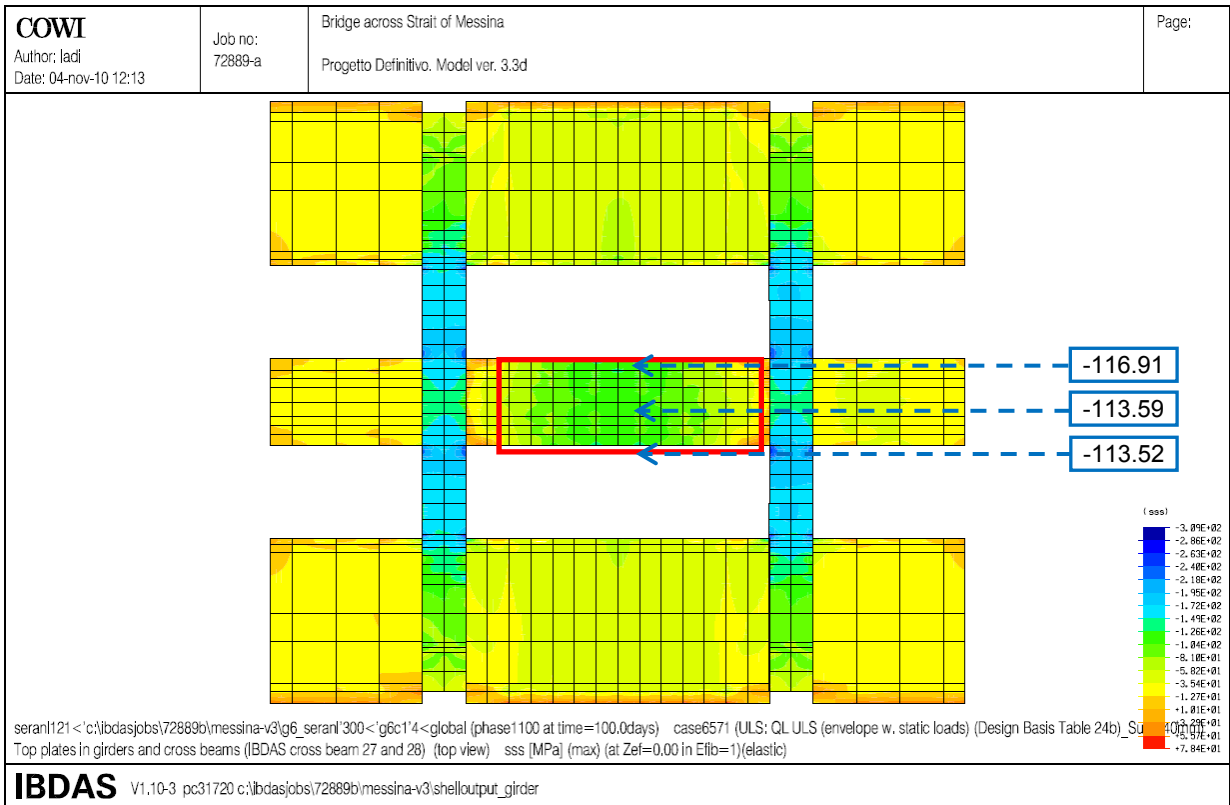 COWI
Author: ladi
Date: 04-nov-10 12:13
Job no:
72889-a
Bridge across Strait of Messina
Progetto Definitivo. Model ver. 3.3d
Page:
-116.91
-113.59
-113.52
(sss)
-3.09E+02
-2.86E+02
-2.63E+02
-2.40E+02
-2.18E+02
-1.95E+02
-1.72E+02
-1.49E+02
-1.26E+02
-1.04E+02
-8.10E+01
-5.82E+01
-3.54E+01
-1.27E+01
+1.01E+01
+3.29E+01
+5.57E+01
+7.84E+01
seranl121<'c:\ibdasjobs\72889b\messina-v3\g6_seranl'300<'g6c1'4<global (phase1100 at time=100.0days) case6571 (ULS: QL ULS (envelope w. static loads) (Design Basis Table 24b)
Top plates in girders and cross beams (IBDAS cross beam 27 and 28) (top view) sss [MPa] (max) (at Zef=0.00 in Efib=1)(elastic)
IBDAS V1.10-3 pc31720 c:\ibdasjobs\72889b\messina-v3\shelloutput_girder